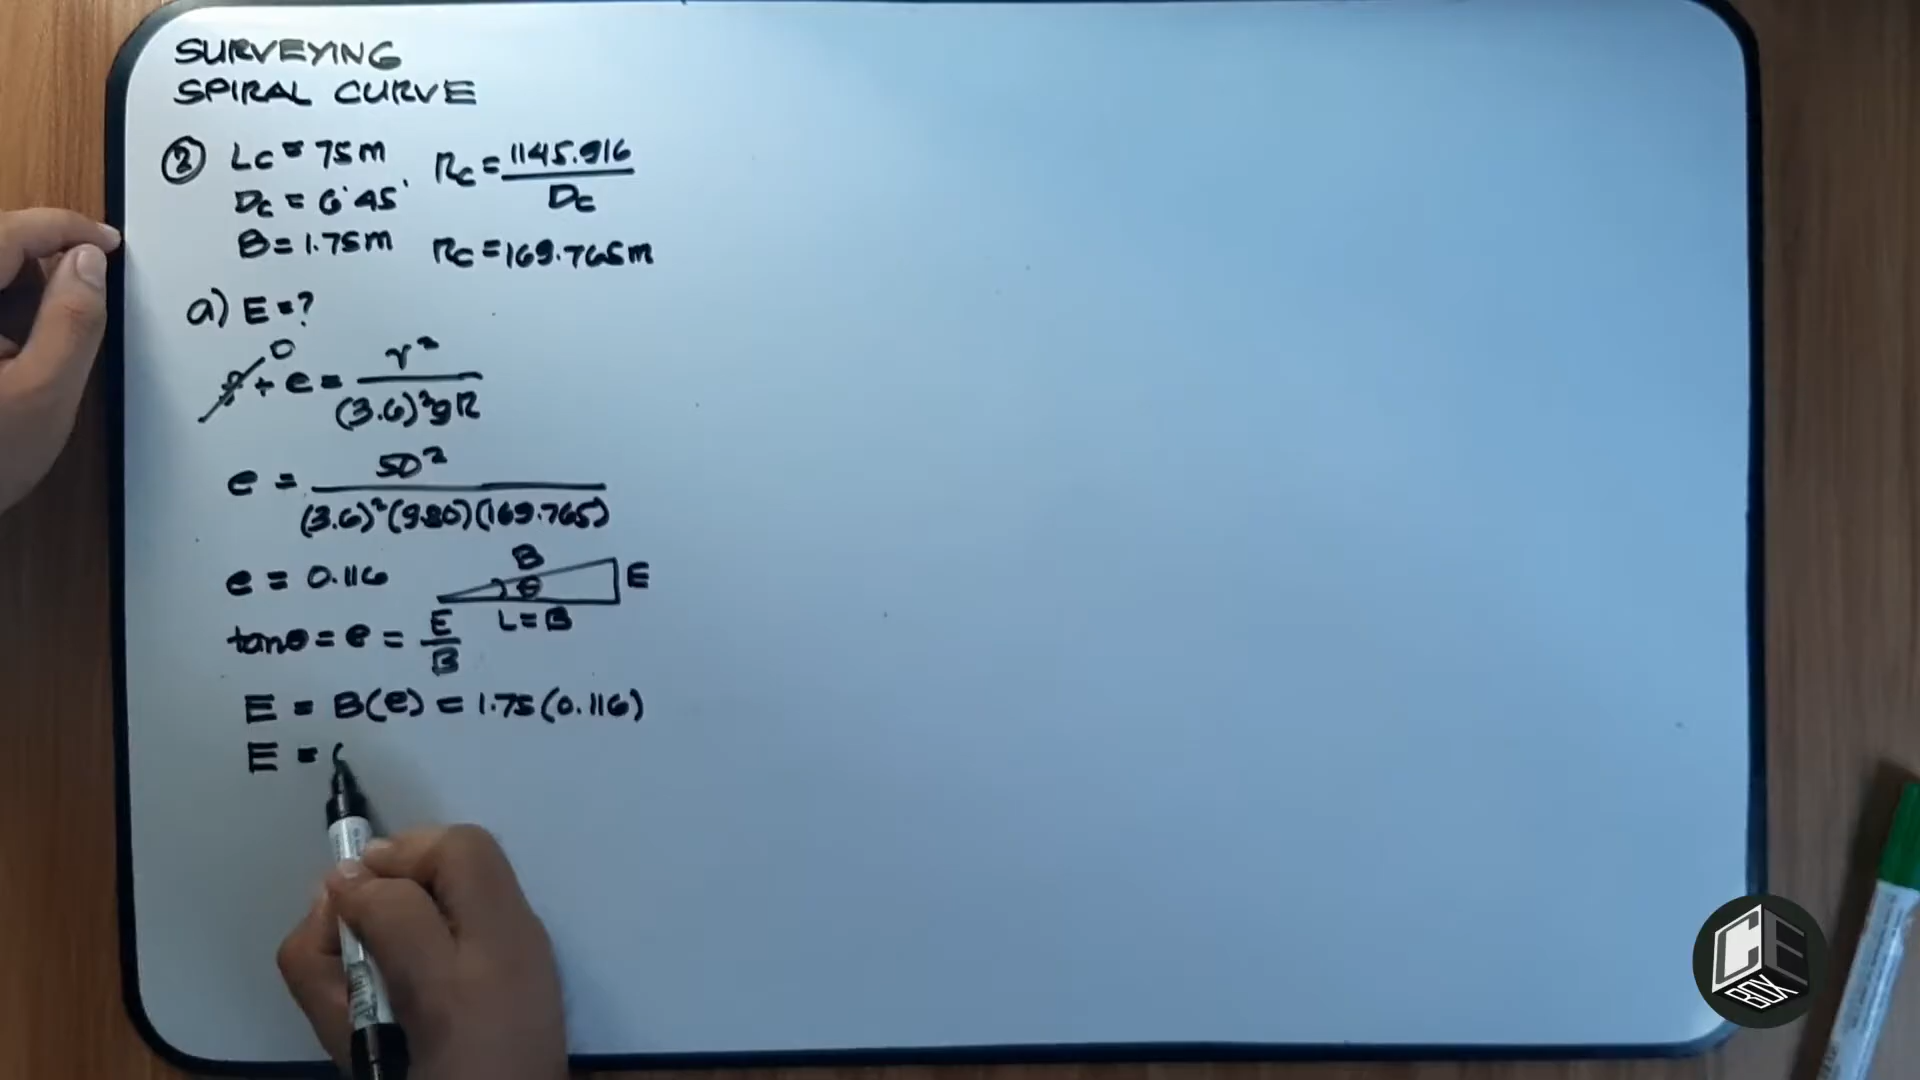 SURVEYING
SPIRAL CURVE
② Lc = 75m
Dc = 6°45'
B = 1.75m
Rc = 1145.916 / Dc
Rc = 169.765m
a) E = ?
0
+ e = v² / (3.6)²gR
e = 50² / (3.6)²(9.80)(169.765)
e = 0.116
B
θ
E
L=B
tanθ = e = E / B
E = B(e) = 1.75(0.116)
E =
CE
BOX